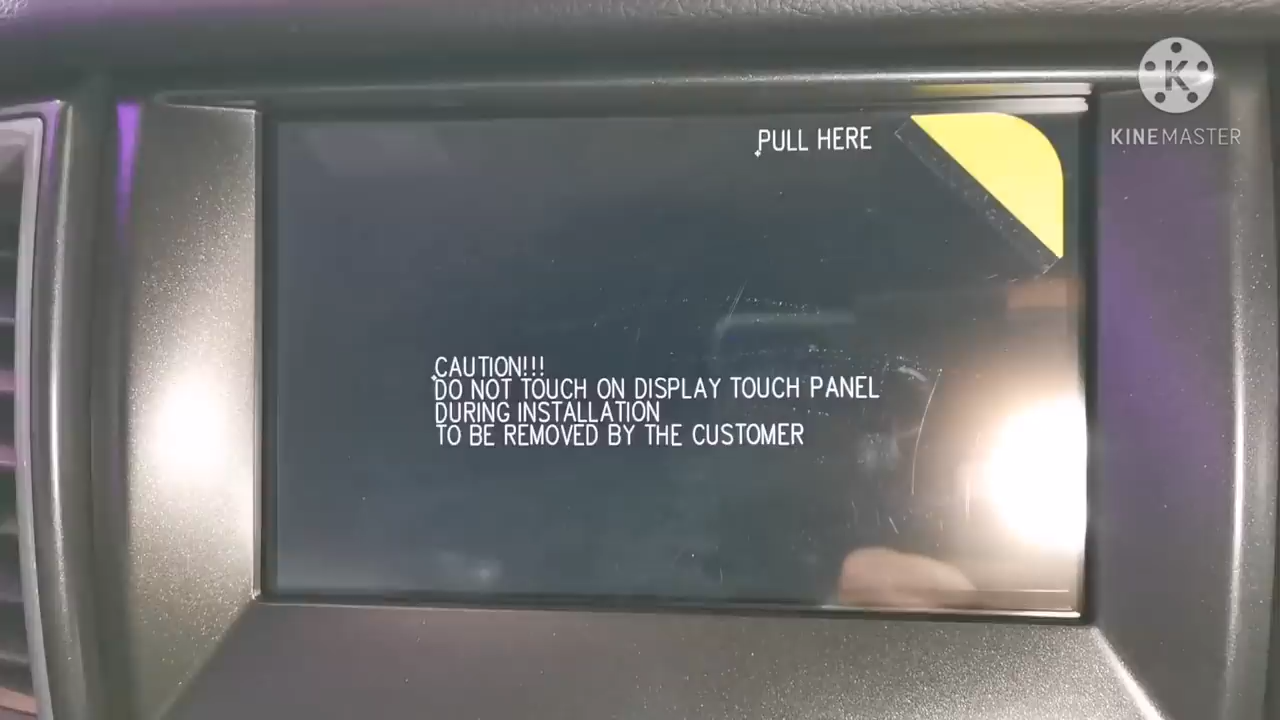 K
KINEMASTER
PULL HERE
CAUTION!!!
DO NOT TOUCH ON DISPLAY TOUCH PANEL
DURING INSTALLATION
TO BE REMOVED BY THE CUSTOMER